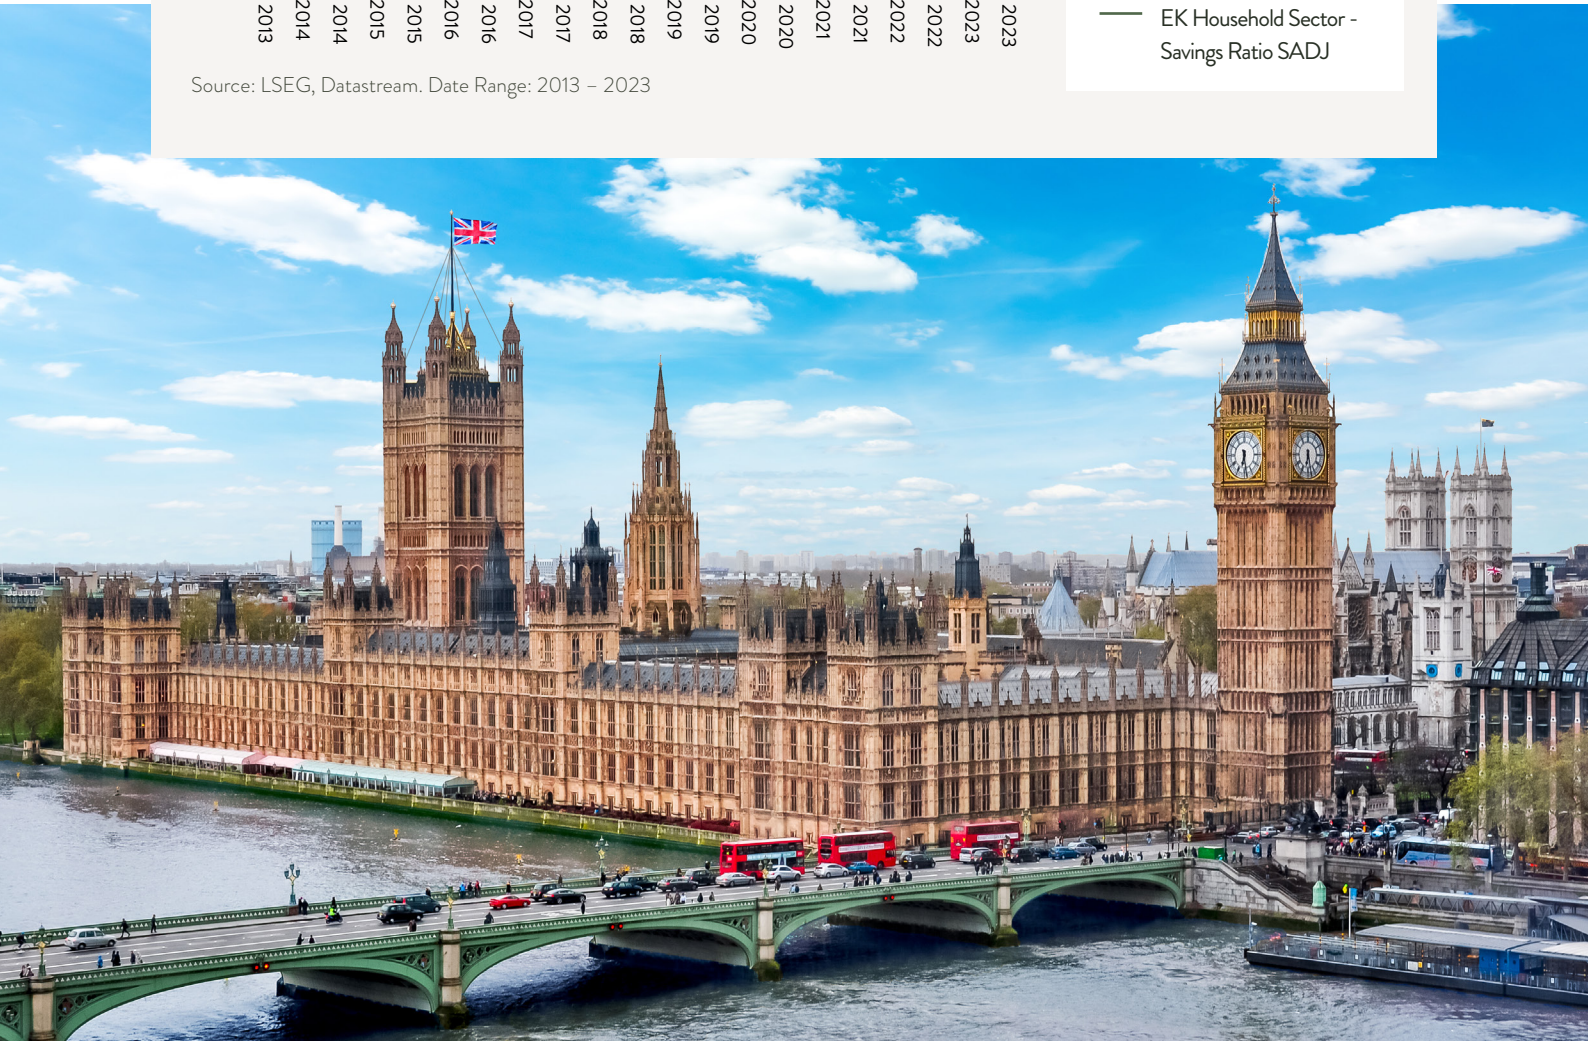 2013 2014 2014 2015 2015 2016 2016 2017 2017 2018 2018 2019 2019 2020 2020 2021 2021 2022 2022 2023 2023
EK Household Sector -
Savings Ratio SADJ
Source: LSEG, Datastream. Date Range: 2013 – 2023